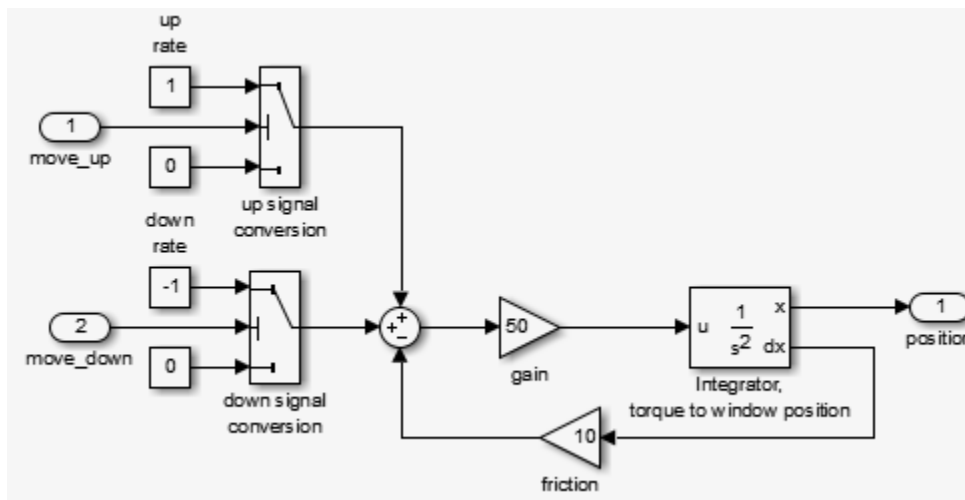 up
rate
1
1
move_up
0
up signal
conversion
down
rate
-1
2
move_down
0
down signal
conversion
+
+
−
50
gain
u
1
s2
x
dx
Integrator,
torque to window position
1
position
10
friction